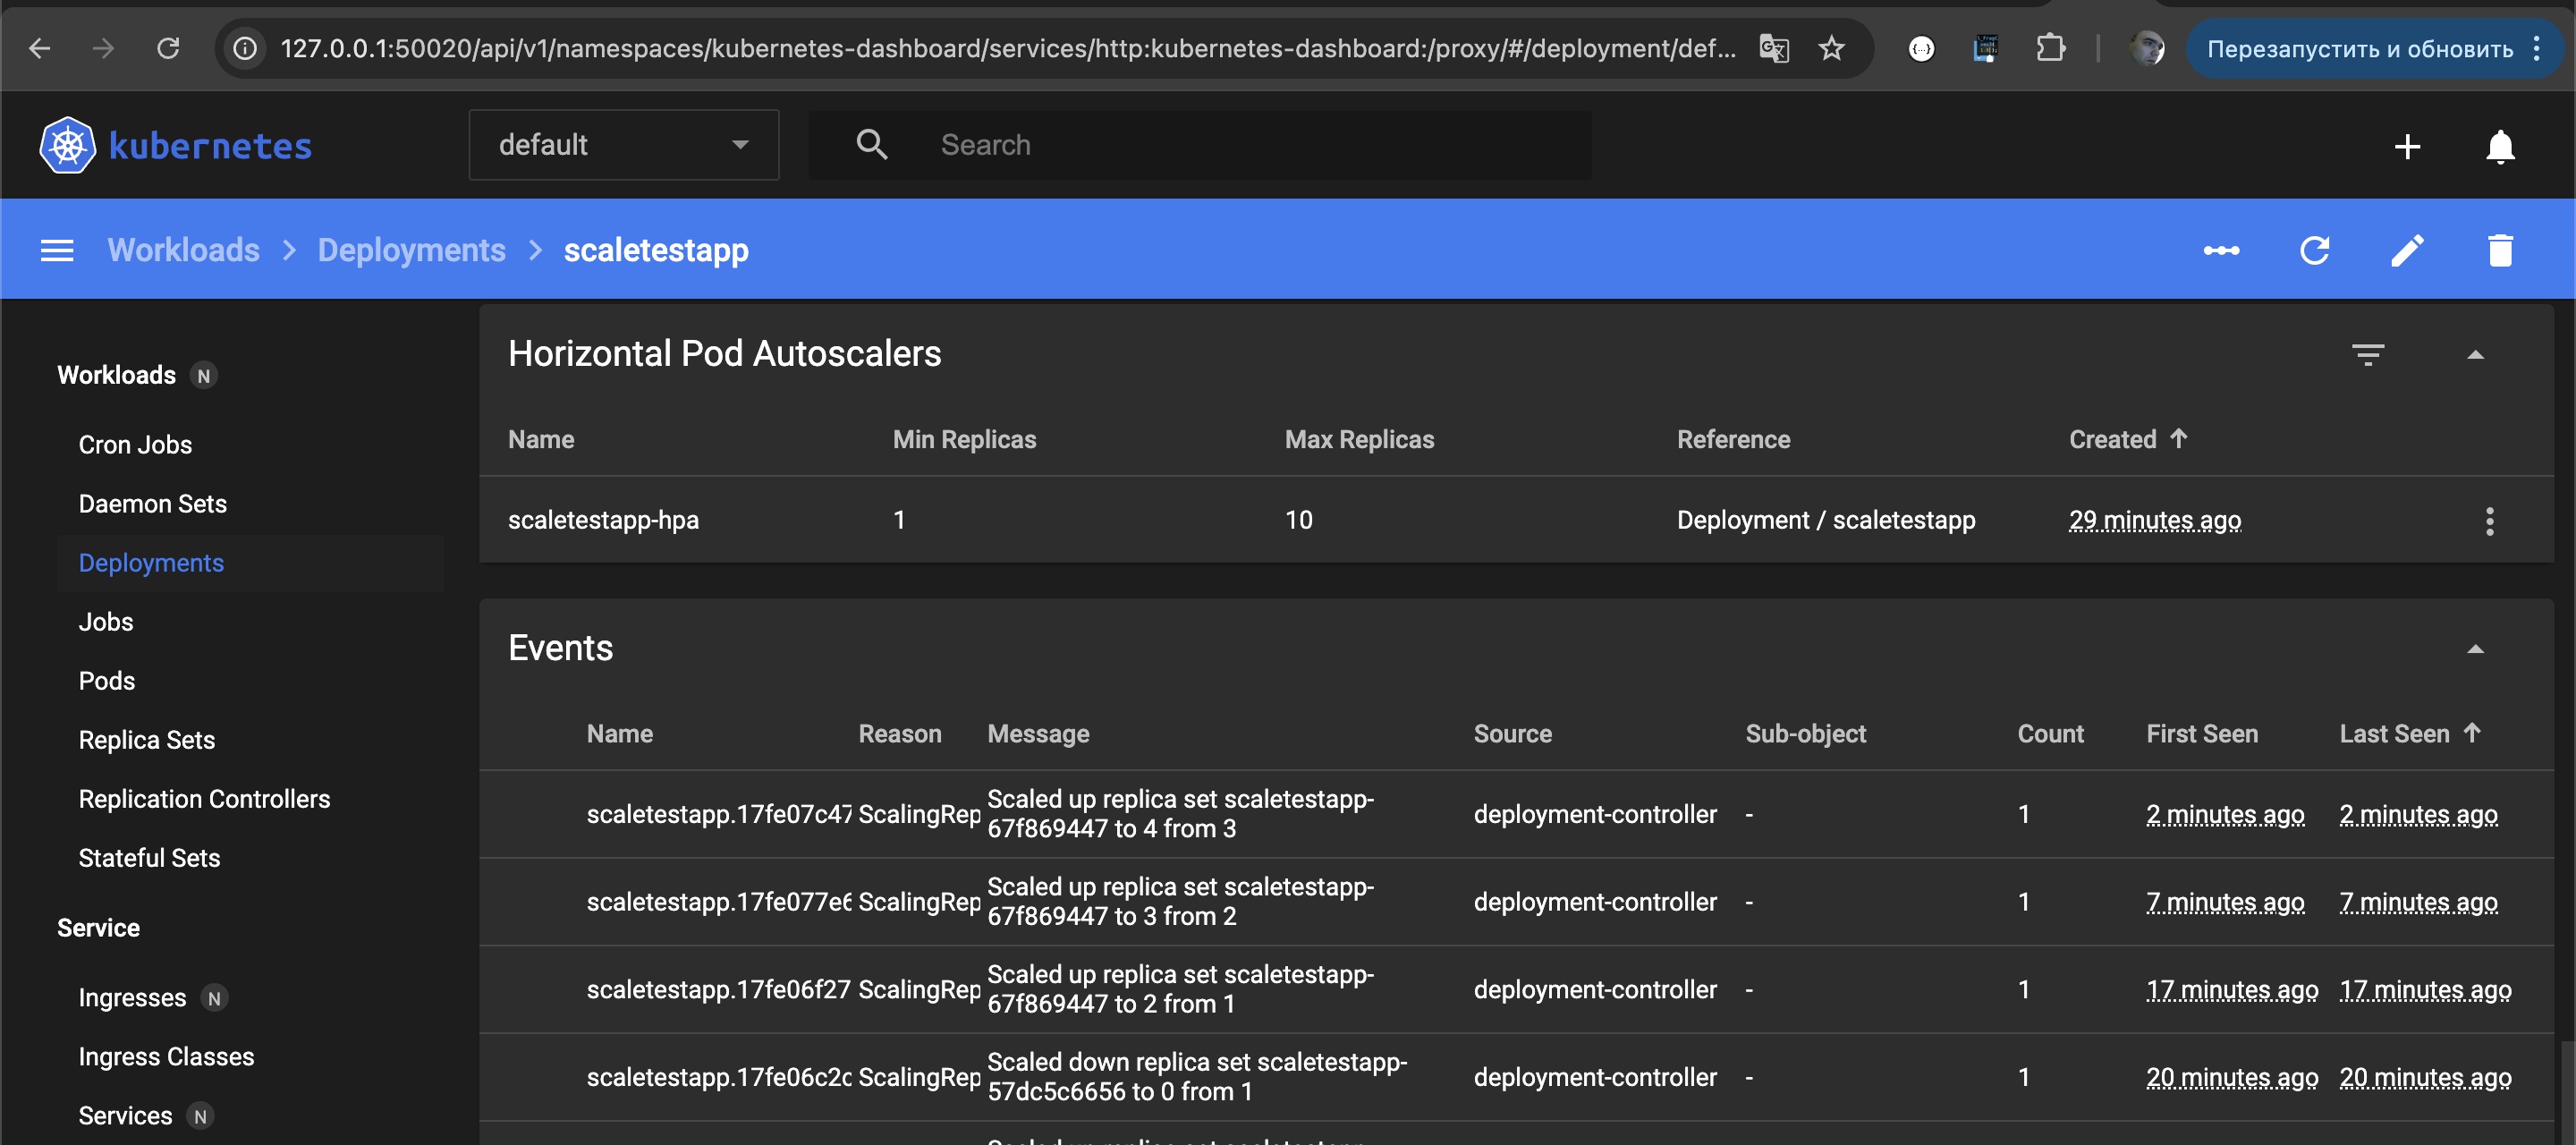 127.0.0.1:50020/api/v1/namespaces/kubernetes-dashboard/services/http:kubernetes-dashboard:/proxy/#/deployment/def...
Перезапустить и обновить
kubernetes
default
Search
Workloads > Deployments > scaletestapp
Workloads N
Cron Jobs
Daemon Sets
Deployments
Jobs
Pods
Replica Sets
Replication Controllers
Stateful Sets
Service
Ingresses N
Ingress Classes
Services N
Horizontal Pod Autoscalers
Name Min Replicas Max Replicas Reference Created
scaletestapp-hpa 1 10 Deployment / scaletestapp 29 minutes ago
Events
Name Reason Message Source Sub-object Count First Seen Last Seen
scaletestapp.17fe07c47 ScalingRep Scaled up replica set scaletestapp-
67f869447 to 4 from 3 deployment-controller - 1 2 minutes ago 2 minutes ago
scaletestapp.17fe077e6 ScalingRep Scaled up replica set scaletestapp-
67f869447 to 3 from 2 deployment-controller - 1 7 minutes ago 7 minutes ago
scaletestapp.17fe06f27 ScalingRep Scaled up replica set scaletestapp-
67f869447 to 2 from 1 deployment-controller - 1 17 minutes ago 17 minutes ago
scaletestapp.17fe06c2c ScalingRep Scaled down replica set scaletestapp-
57dc5c6656 to 0 from 1 deployment-controller - 1 20 minutes ago 20 minutes ago